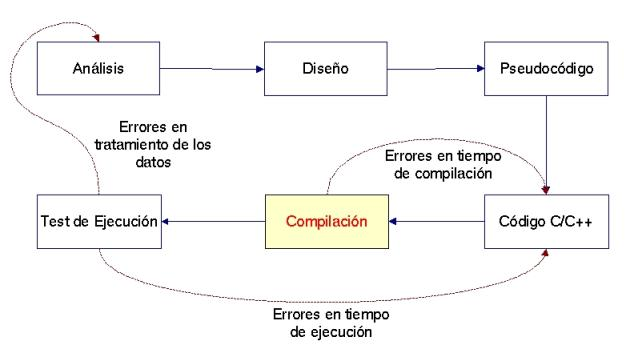 Análisis
Diseño
Pseudocódigo
Errores en
tratamiento de los
datos
Errores en tiempo
de compilación
Test de Ejecución
Compilación
Código C/C++
Errores en tiempo
de ejecución